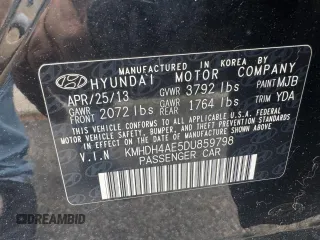 MANUFACTURED IN KOREA BY
HYUNDAI MOTOR COMPANY
APR/25/13 GVWR 3792 lbs PAINT MJB
GAWR FRONT 2072 lbs GAWR REAR 1764 lbs TRIM YDA
THIS VEHICLE CONFORMS TO ALL APPLICABLE U.S. FEDERAL MOTOR
VEHICLE SAFETY, BUMPER, AND THEFT PREVENTION STANDARDS
IN EFFECT ON THE DATE OF MANUFACTURE SHOWN ABOVE.
V.I.N KMHDH4AE5DU859798
PASSENGER CAR
DREAMBID